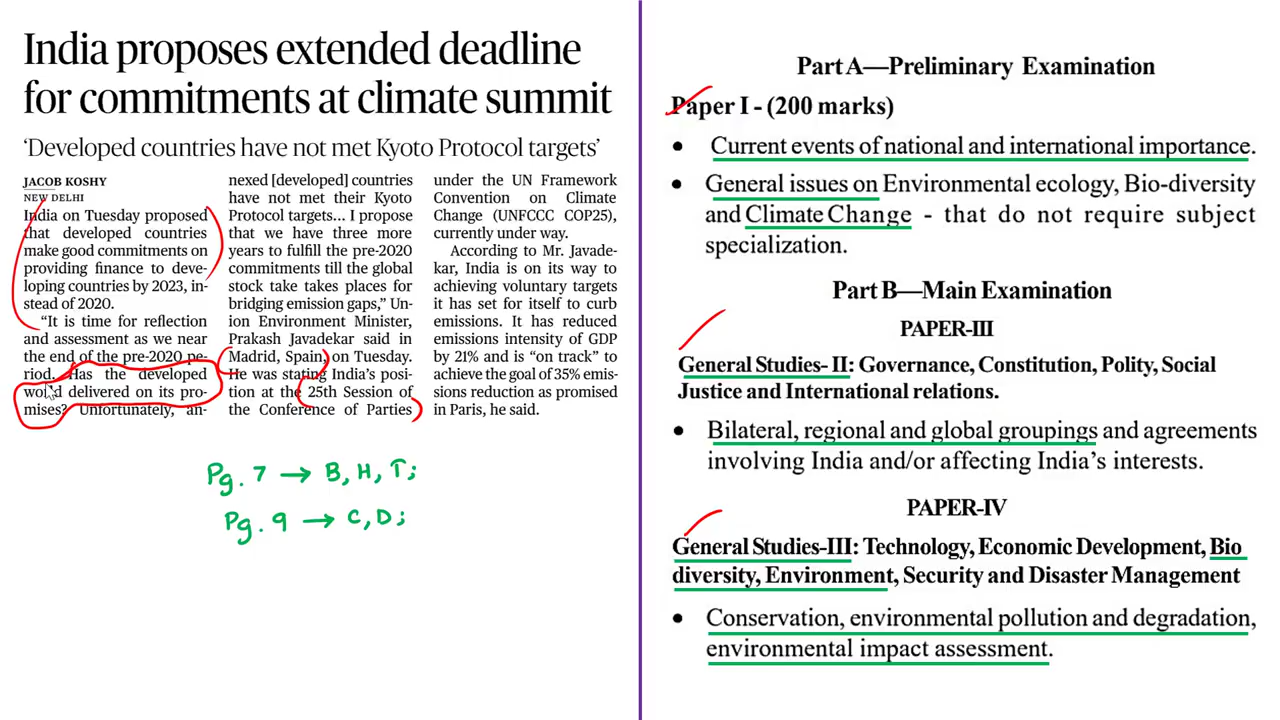 India proposes extended deadline
for commitments at climate summit
‘Developed countries have not met Kyoto Protocol targets’
JACOB KOSHY
NEW DELHI
India on Tuesday proposed
that developed countries
make good commitments on
providing finance to deve-
loping countries by 2023, in-
stead of 2020.
“It is time for reflection
and assessment as we near
the end of the pre-2020 pe-
riod. Has the developed
world delivered on its pro-
mises? Unfortunately, an-
nexed [developed] countries
have not met their Kyoto
Protocol targets... I propose
that we have three more
years to fulfill the pre-2020
commitments till the global
stock take takes places for
bridging emission gaps,” Un-
ion Environment Minister,
Prakash Javadekar said in
Madrid, Spain, on Tuesday.
He was stating India’s posi-
tion at the 25th Session of
the Conference of Parties
under the UN Framework
Convention on Climate
Change (UNFCCC COP25),
currently under way.
According to Mr. Javade-
kar, India is on its way to
achieving voluntary targets
it has set for itself to curb
emissions. It has reduced
emissions intensity of GDP
by 21% and is “on track” to
achieve the goal of 35% emis-
sions reduction as promised
in Paris, he said.
Pg. 7 → B, H, T;
Pg. 9 → C, D;
Part A—Preliminary Examination
Paper I - (200 marks)
• Current events of national and international importance.
• General issues on Environmental ecology, Bio-diversity
and Climate Change - that do not require subject
specialization.
Part B—Main Examination
PAPER-III
General Studies- II: Governance, Constitution, Polity, Social
Justice and International relations.
• Bilateral, regional and global groupings and agreements
involving India and/or affecting India’s interests.
PAPER-IV
General Studies-III: Technology, Economic Development, Bio
diversity, Environment, Security and Disaster Management
• Conservation, environmental pollution and degradation,
environmental impact assessment.